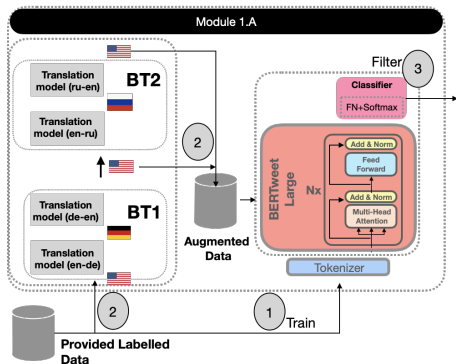 Module 1.A
Translation
model (ru-en)
BT2
Translation
model (en-ru)
Translation
model (de-en)
BT1
Translation
model (en-de)
2
2
Augmented
Data
Filter
3
Classifier
FN+Softmax
BERTweet
Large
Nx
Add & Norm
Feed
Forward
Add & Norm
Multi-Head
Attention
Tokenizer
1
Train
Provided Labelled
Data